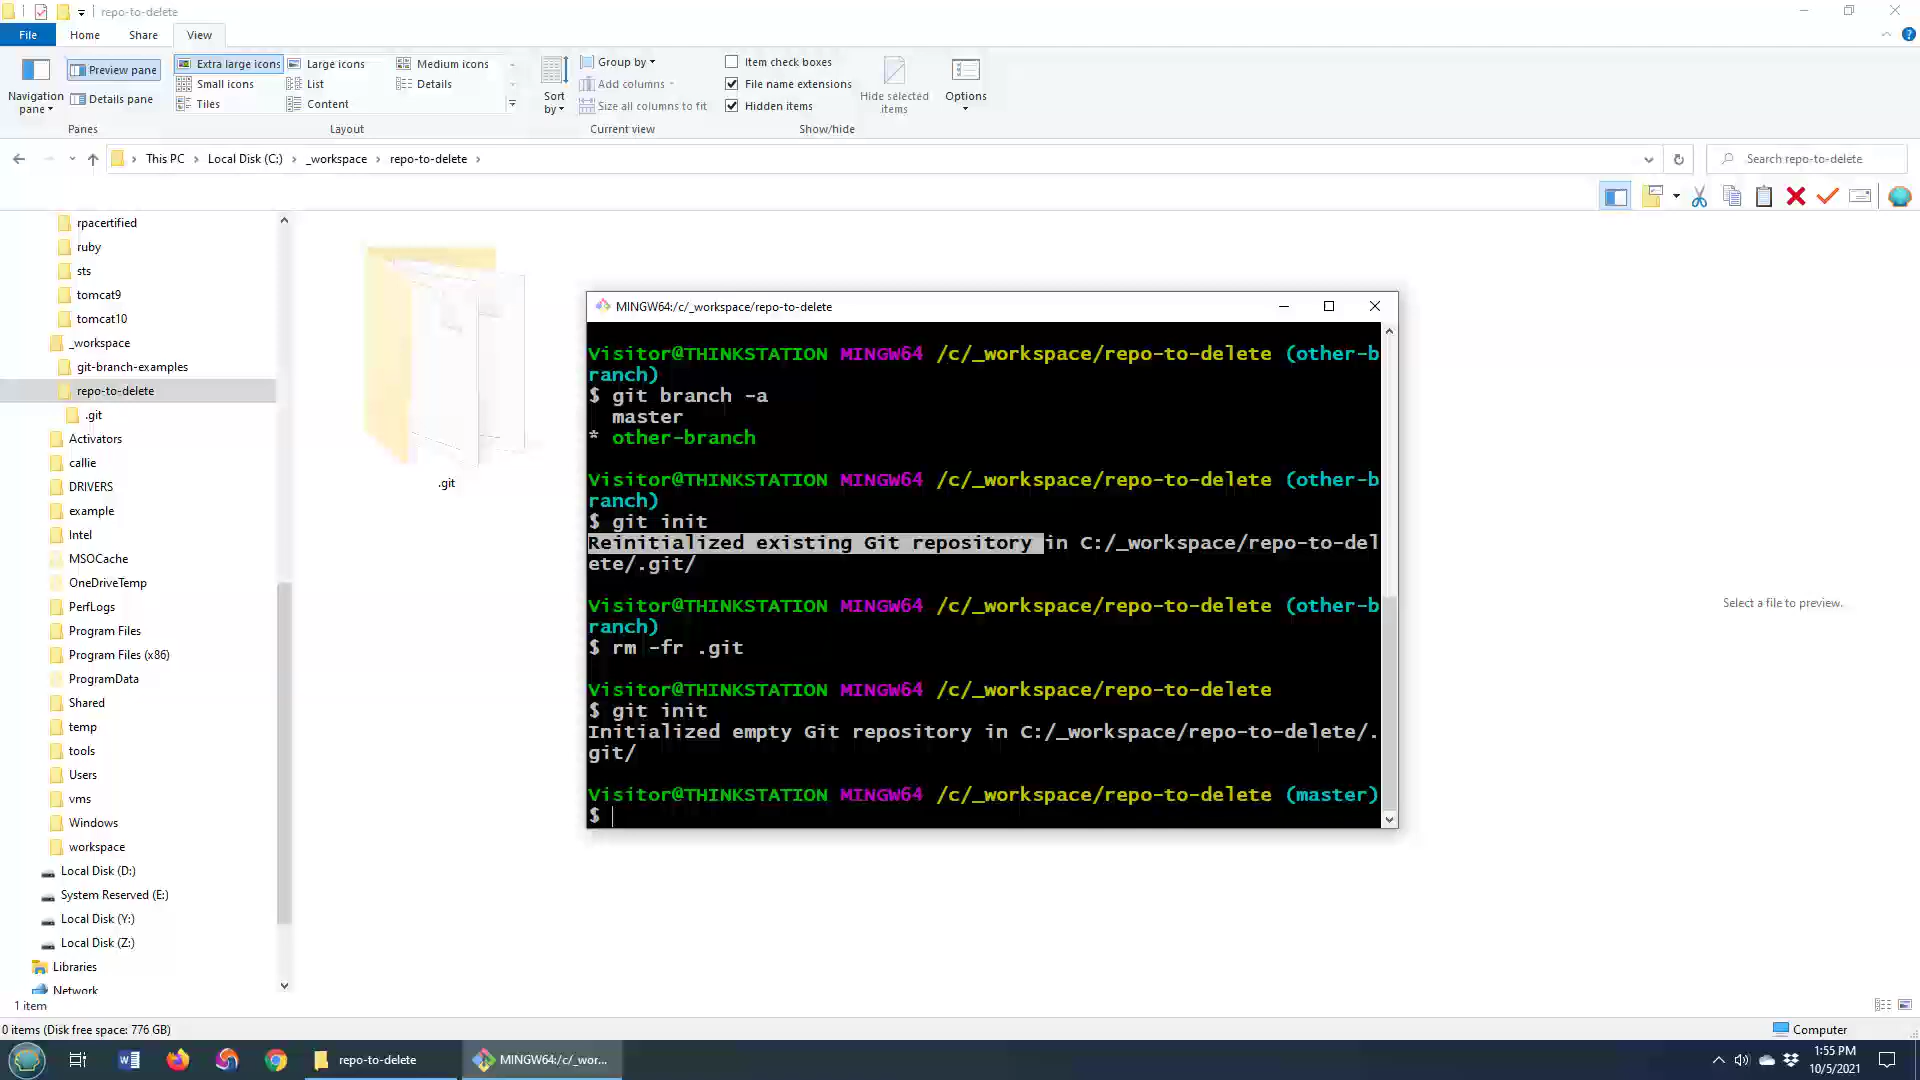 repo-to-delete
File
Home
Share
View
Navigation pane
Preview pane
Details pane
Panes
Extra large icons
Large icons
Medium icons
Small icons
List
Details
Tiles
Content
Layout
Sort by
Group by
Add columns
Size all columns to fit
Current view
Item check boxes
File name extensions
Hidden items
Hide selected items
Show/hide
Options
This PC
Local Disk (C:)
_workspace
repo-to-delete
Search repo-to-delete
rpacertified
ruby
sts
tomcat9
tomcat10
_workspace
git-branch-examples
repo-to-delete
.git
Activators
callie
DRIVERS
example
Intel
MSOCache
OneDriveTemp
PerfLogs
Program Files
Program Files (x86)
ProgramData
Shared
temp
tools
Users
vms
Windows
workspace
Local Disk (D:)
System Reserved (E:)
Local Disk (Y:)
Local Disk (Z:)
Libraries
Network
.git
MINGW64:/c/_workspace/repo-to-delete
Visitor@THINKSTATION MINGW64 /c/_workspace/repo-to-delete (other-b
ranch)
$ git branch -a
master
* other-branch
Visitor@THINKSTATION MINGW64 /c/_workspace/repo-to-delete (other-b
ranch)
$ git init
Reinitialized existing Git repository in C:/_workspace/repo-to-del
ete/.git/
Visitor@THINKSTATION MINGW64 /c/_workspace/repo-to-delete (other-b
ranch)
$ rm -fr .git
Visitor@THINKSTATION MINGW64 /c/_workspace/repo-to-delete
$ git init
Initialized empty Git repository in C:/_workspace/repo-to-delete/.
git/
Visitor@THINKSTATION MINGW64 /c/_workspace/repo-to-delete (master)
$
Select a file to preview.
1 item
0 items (Disk free space: 776 GB)
Computer
repo-to-delete
MINGW64:/c/_wor...
1:55 PM
10/5/2021